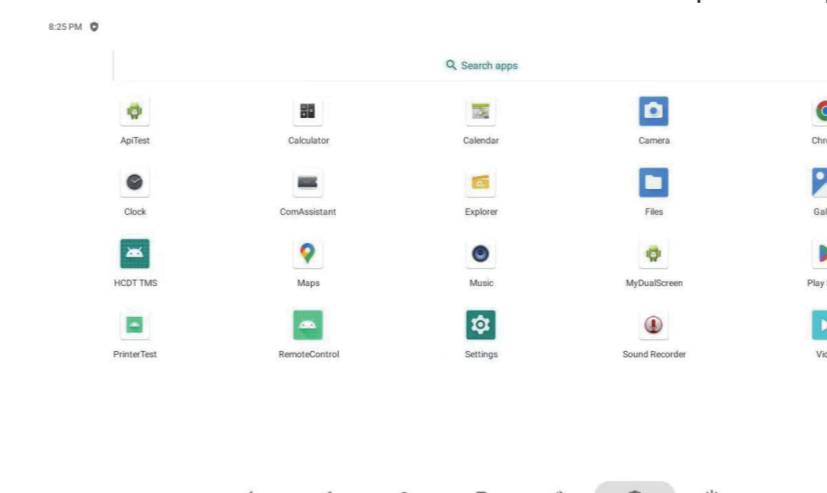 8:25 PM
Search apps
ApiTest Calculator Calendar Camera
Clock ComAssistant Explorer Files
HCDT TMS Maps Music MyDualScreen Play
PrinterTest RemoteControl Settings Sound Recorder